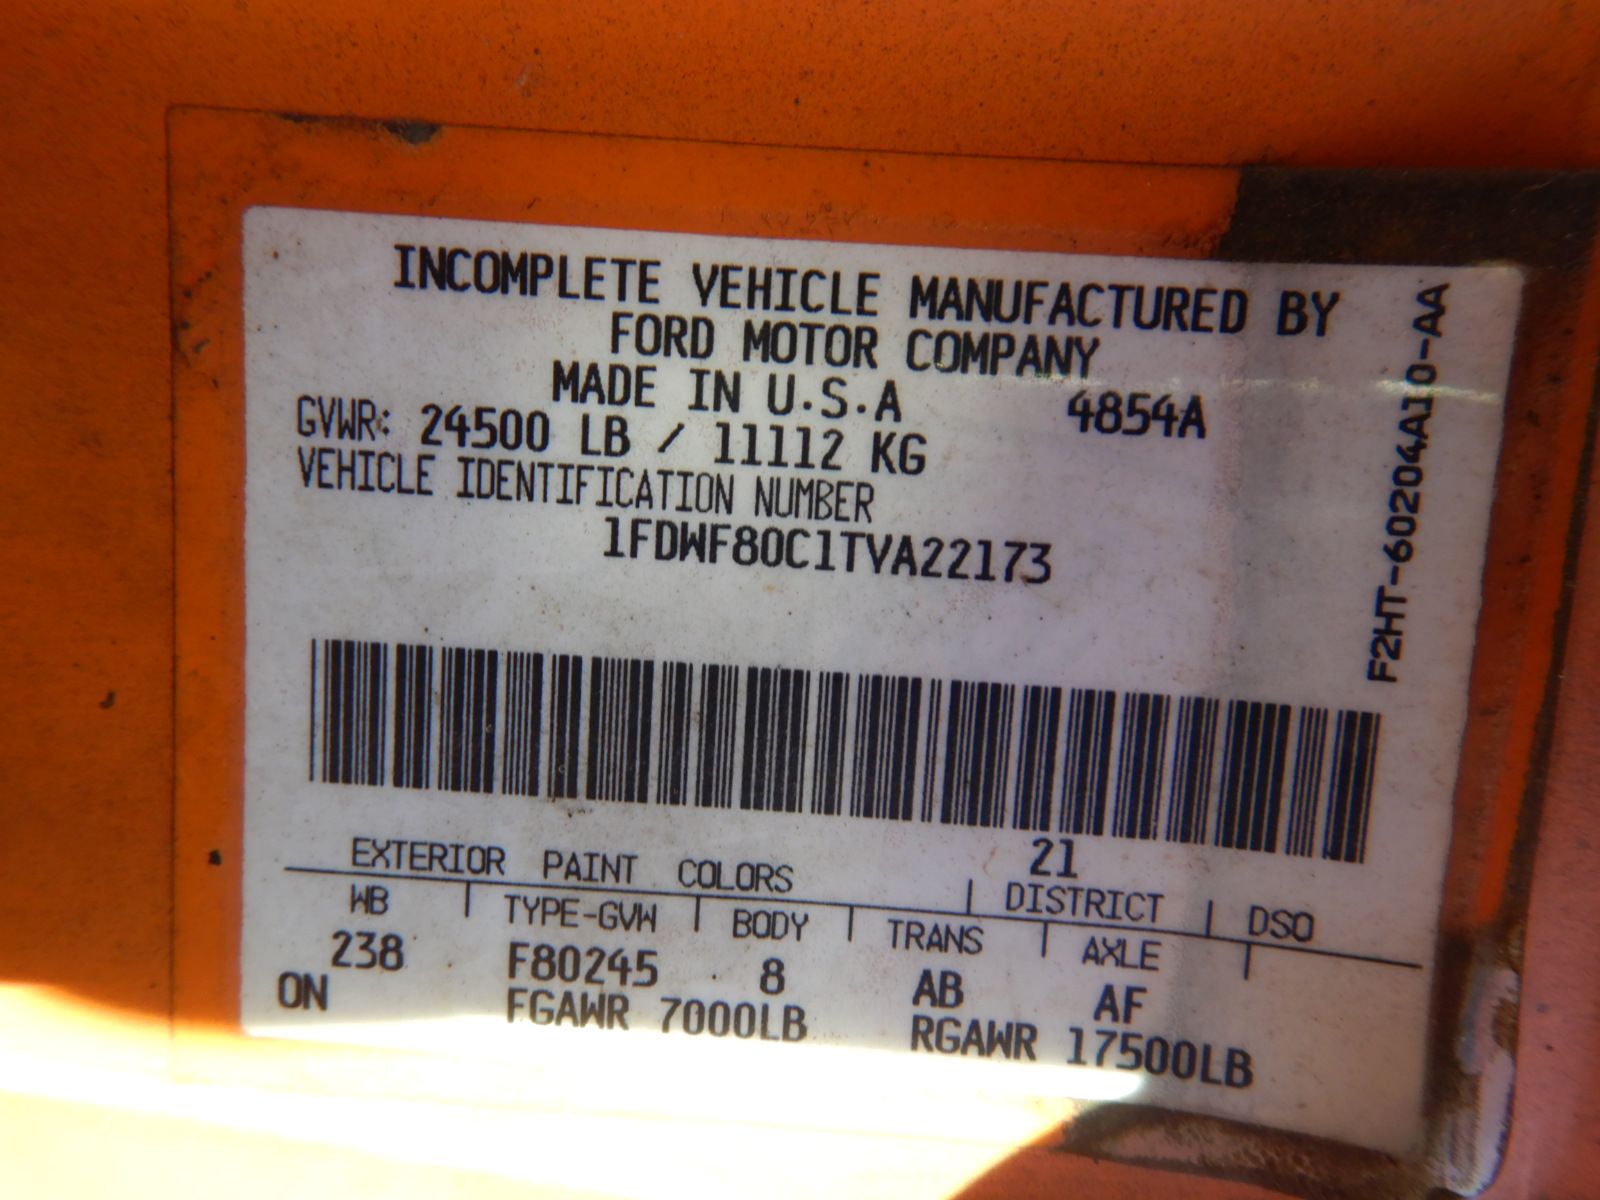 INCOMPLETE VEHICLE MANUFACTURED BY
FORD MOTOR COMPANY
MADE IN U.S.A 4854A
GVWR: 24500 LB / 11112 KG
VEHICLE IDENTIFICATION NUMBER
1FDWF80C1TVA22173
F2HT-60204A10-AA
21
EXTERIOR PAINT COLORS DISTRICT DSO
WB TYPE-GVW BODY TRANS AXLE
238 F80245 8 AB AF
ON FGAWR 7000LB RGAWR 17500LB